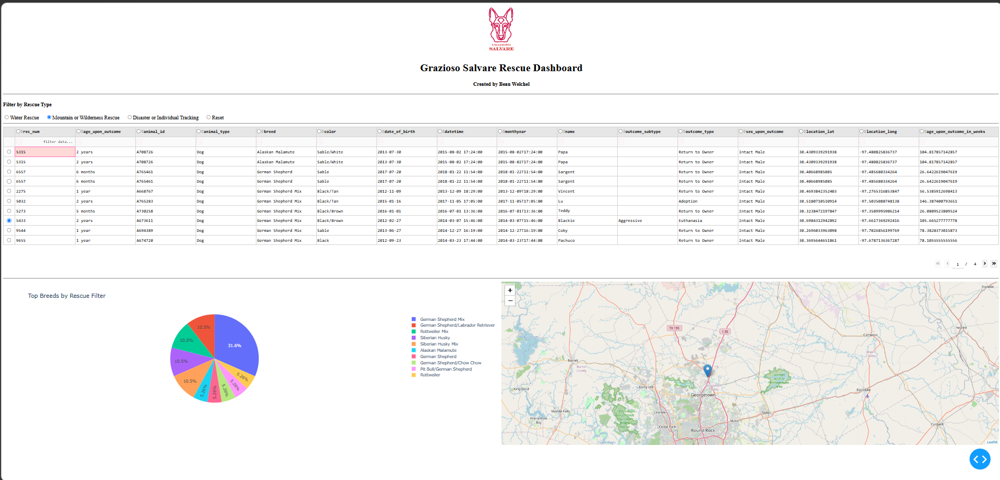 GRAZIOSO
SALVARE
Grazioso Salvare Rescue Dashboard
Created by Beau Welchel
Filter by Rescue Type
Water Rescue Mountain or Wilderness Rescue Disaster or Individual Tracking Reset
rec_num age_upon_outcome animal_id animal_type breed color date_of_birth datetime monthyear name outcome_subtype outcome_type sex_upon_outcome location_lat location_long age_upon_outcome_in_weeks
filter data...
5315 2 years A708726 Dog Alaskan Malamute Sable/White 2013-07-30 2015-08-02 17:24:00 2015-08-02T17:24:00 Papa Return to Owner Intact Male 30.4309339291938 -97.480825836737 104.817857142857
5315 2 years A708726 Dog Alaskan Malamute Sable/White 2013-07-30 2015-08-02 17:24:00 2015-08-02T17:24:00 Papa Return to Owner Intact Male 30.4309339291938 -97.480825836737 104.817857142857
6557 6 months A765461 Dog German Shepherd Sable 2017-07-20 2018-01-22 11:54:00 2018-01-22T11:54:00 Sargent Return to Owner Intact Male 30.40668985085 -97.485680334264 26.6422619047619
6557 6 months A765461 Dog German Shepherd Sable 2017-07-20 2018-01-22 11:54:00 2018-01-22T11:54:00 Sargent Return to Owner Intact Male 30.40668985085 -97.485680334264 26.6422619047619
2275 1 year A668767 Dog German Shepherd Mix Black/Tan 2012-11-09 2013-12-09 18:29:00 2013-12-09T18:29:00 Vincent Return to Owner Intact Male 30.4693842352403 -97.2765316853847 56.5385912698413
5032 2 years A765283 Dog German Shepherd Mix Black/Tan 2015-01-16 2017-11-05 17:05:00 2017-11-05T17:05:00 Lu Adoption Intact Male 30.5180710510914 -97.5035088748138 146.387400793651
5273 5 months A730258 Dog German Shepherd Mix Black/Brown 2016-01-01 2016-07-01 13:36:00 2016-07-01T13:36:00 Teddy Return to Owner Intact Male 30.3238472197847 -97.3589995906214 26.0809523809524
5433 2 years A673611 Dog German Shepherd Mix Black/Brown 2012-02-27 2014-03-07 15:46:00 2014-03-07T15:46:00 Blackie Aggressive Euthanasia Intact Male 30.6984312942892 -97.6617369292416 105.665277777778
9544 1 year A694389 Dog German Shepherd Mix Sable 2013-06-27 2014-12-27 16:19:00 2014-12-27T16:19:00 Coby Return to Owner Intact Male 30.2696033963098 -97.7026856199769 78.3828373015873
9655 1 year A674720 Dog German Shepherd Mix Black 2012-09-23 2014-03-23 17:44:00 2014-03-23T17:44:00 Pachuco Return to Owner Intact Male 30.3695644651861 -97.6787136367287 78.1055555555556
« ‹ 1 / 4 › »
Top Breeds by Rescue Filter
31.6%
10.5%
10.5%
10.5%
10.5%
5.26%
5.26%
5.26%
5.26%
5.26%
German Shepherd Mix
German Shepherd/Labrador Retriever
Rottweiler Mix
Siberian Husky
Siberian Husky Mix
Alaskan Malamute
German Shepherd
German Shepherd/Chow Chow
Pit Bull/German Shepherd
Rottweiler
+
−
Franklin
TX 195
I 35
Hearne
Cameron
Lake Buchanan
Milam
County
Burnet
Burnet
County
Granger
Wildlife
Management
Area
Williamson
County
Liberty Hill
Kingsland
Georgetown
Rockdale
Balcones
Canyonlands
National
Wildlife
Refuge
Marble Falls
Leander
Taylor
Horseshoe
Bay
Hutto
Cedar Park
Round Rock
Caldwell
Lake Travis
Leaflet